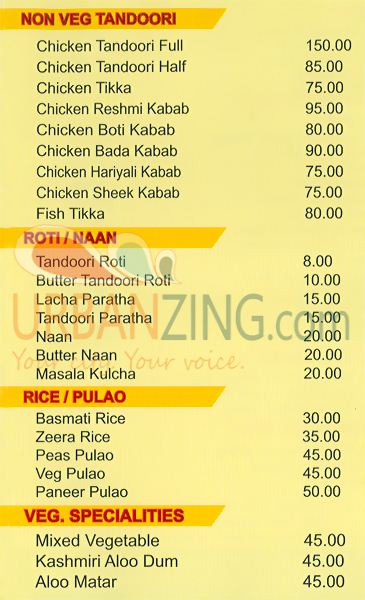 NON VEG TANDOORI
Chicken Tandoori Full 150.00
Chicken Tandoori Half 85.00
Chicken Tikka 75.00
Chicken Reshmi Kabab 95.00
Chicken Boti Kabab 80.00
Chicken Bada Kabab 90.00
Chicken Hariyali Kabab 75.00
Chicken Sheek Kabab 75.00
Fish Tikka 80.00
ROTI / NAAN
Tandoori Roti 8.00
Butter Tandoori Roti 10.00
Lacha Paratha 15.00
Tandoori Paratha 15.00
URBANZING.com
Naan 20.00
Butter Naan 20.00
Your city Your voice.
Masala Kulcha 20.00
RICE / PULAO
Basmati Rice 30.00
Zeera Rice 35.00
Peas Pulao 45.00
Veg Pulao 45.00
Paneer Pulao 50.00
VEG. SPECIALITIES
Mixed Vegetable 45.00
Kashmiri Aloo Dum 45.00
Aloo Matar 45.00